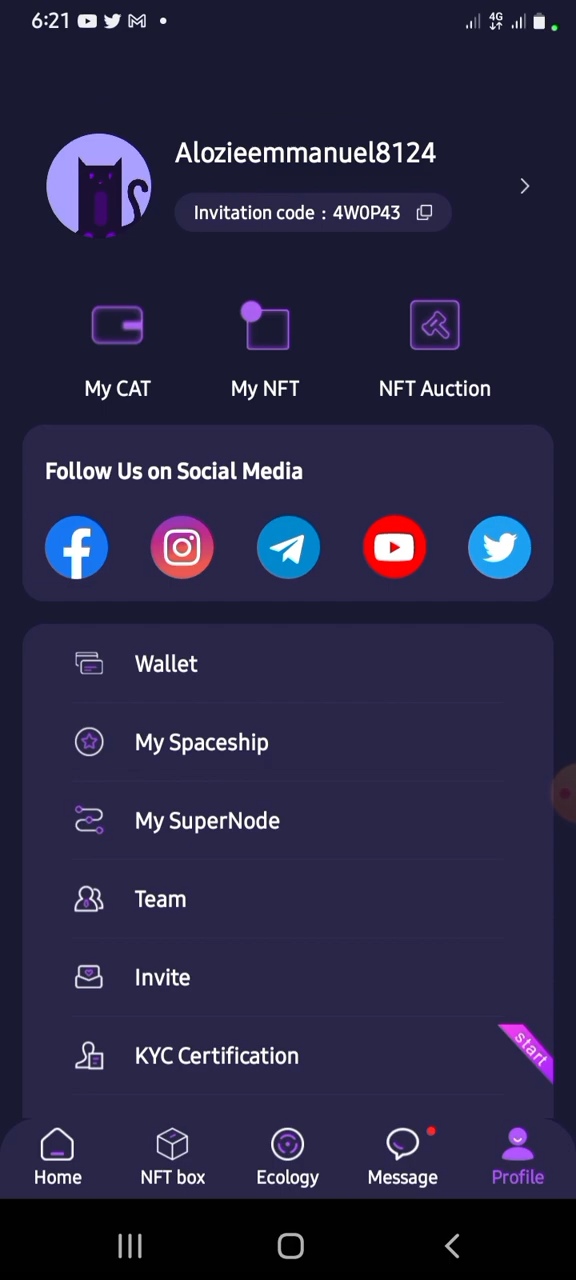 6:21
4G
Alozieemmanuel8124
Invitation code : 4W0P43
My CAT
My NFT
NFT Auction
Follow Us on Social Media
Wallet
My Spaceship
My SuperNode
Team
Invite
KYC Certification
start
Home
NFT box
Ecology
Message
Profile